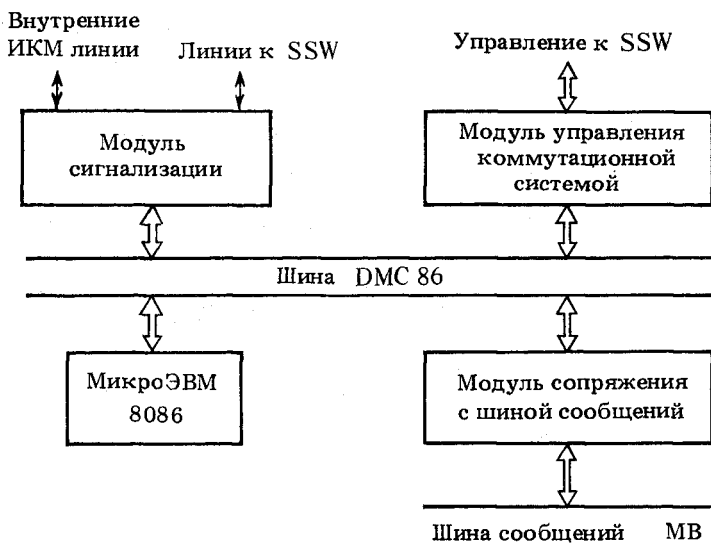 Внутренние
ИКМ линии
Линии к SSW
Управление к SSW
Модуль
сигнализации
Модуль управления
коммутационной
системой
Шина DMC 86
МикроЭВМ
8086
Модуль сопряжения
с шиной сообщений
Шина сообщений МВ